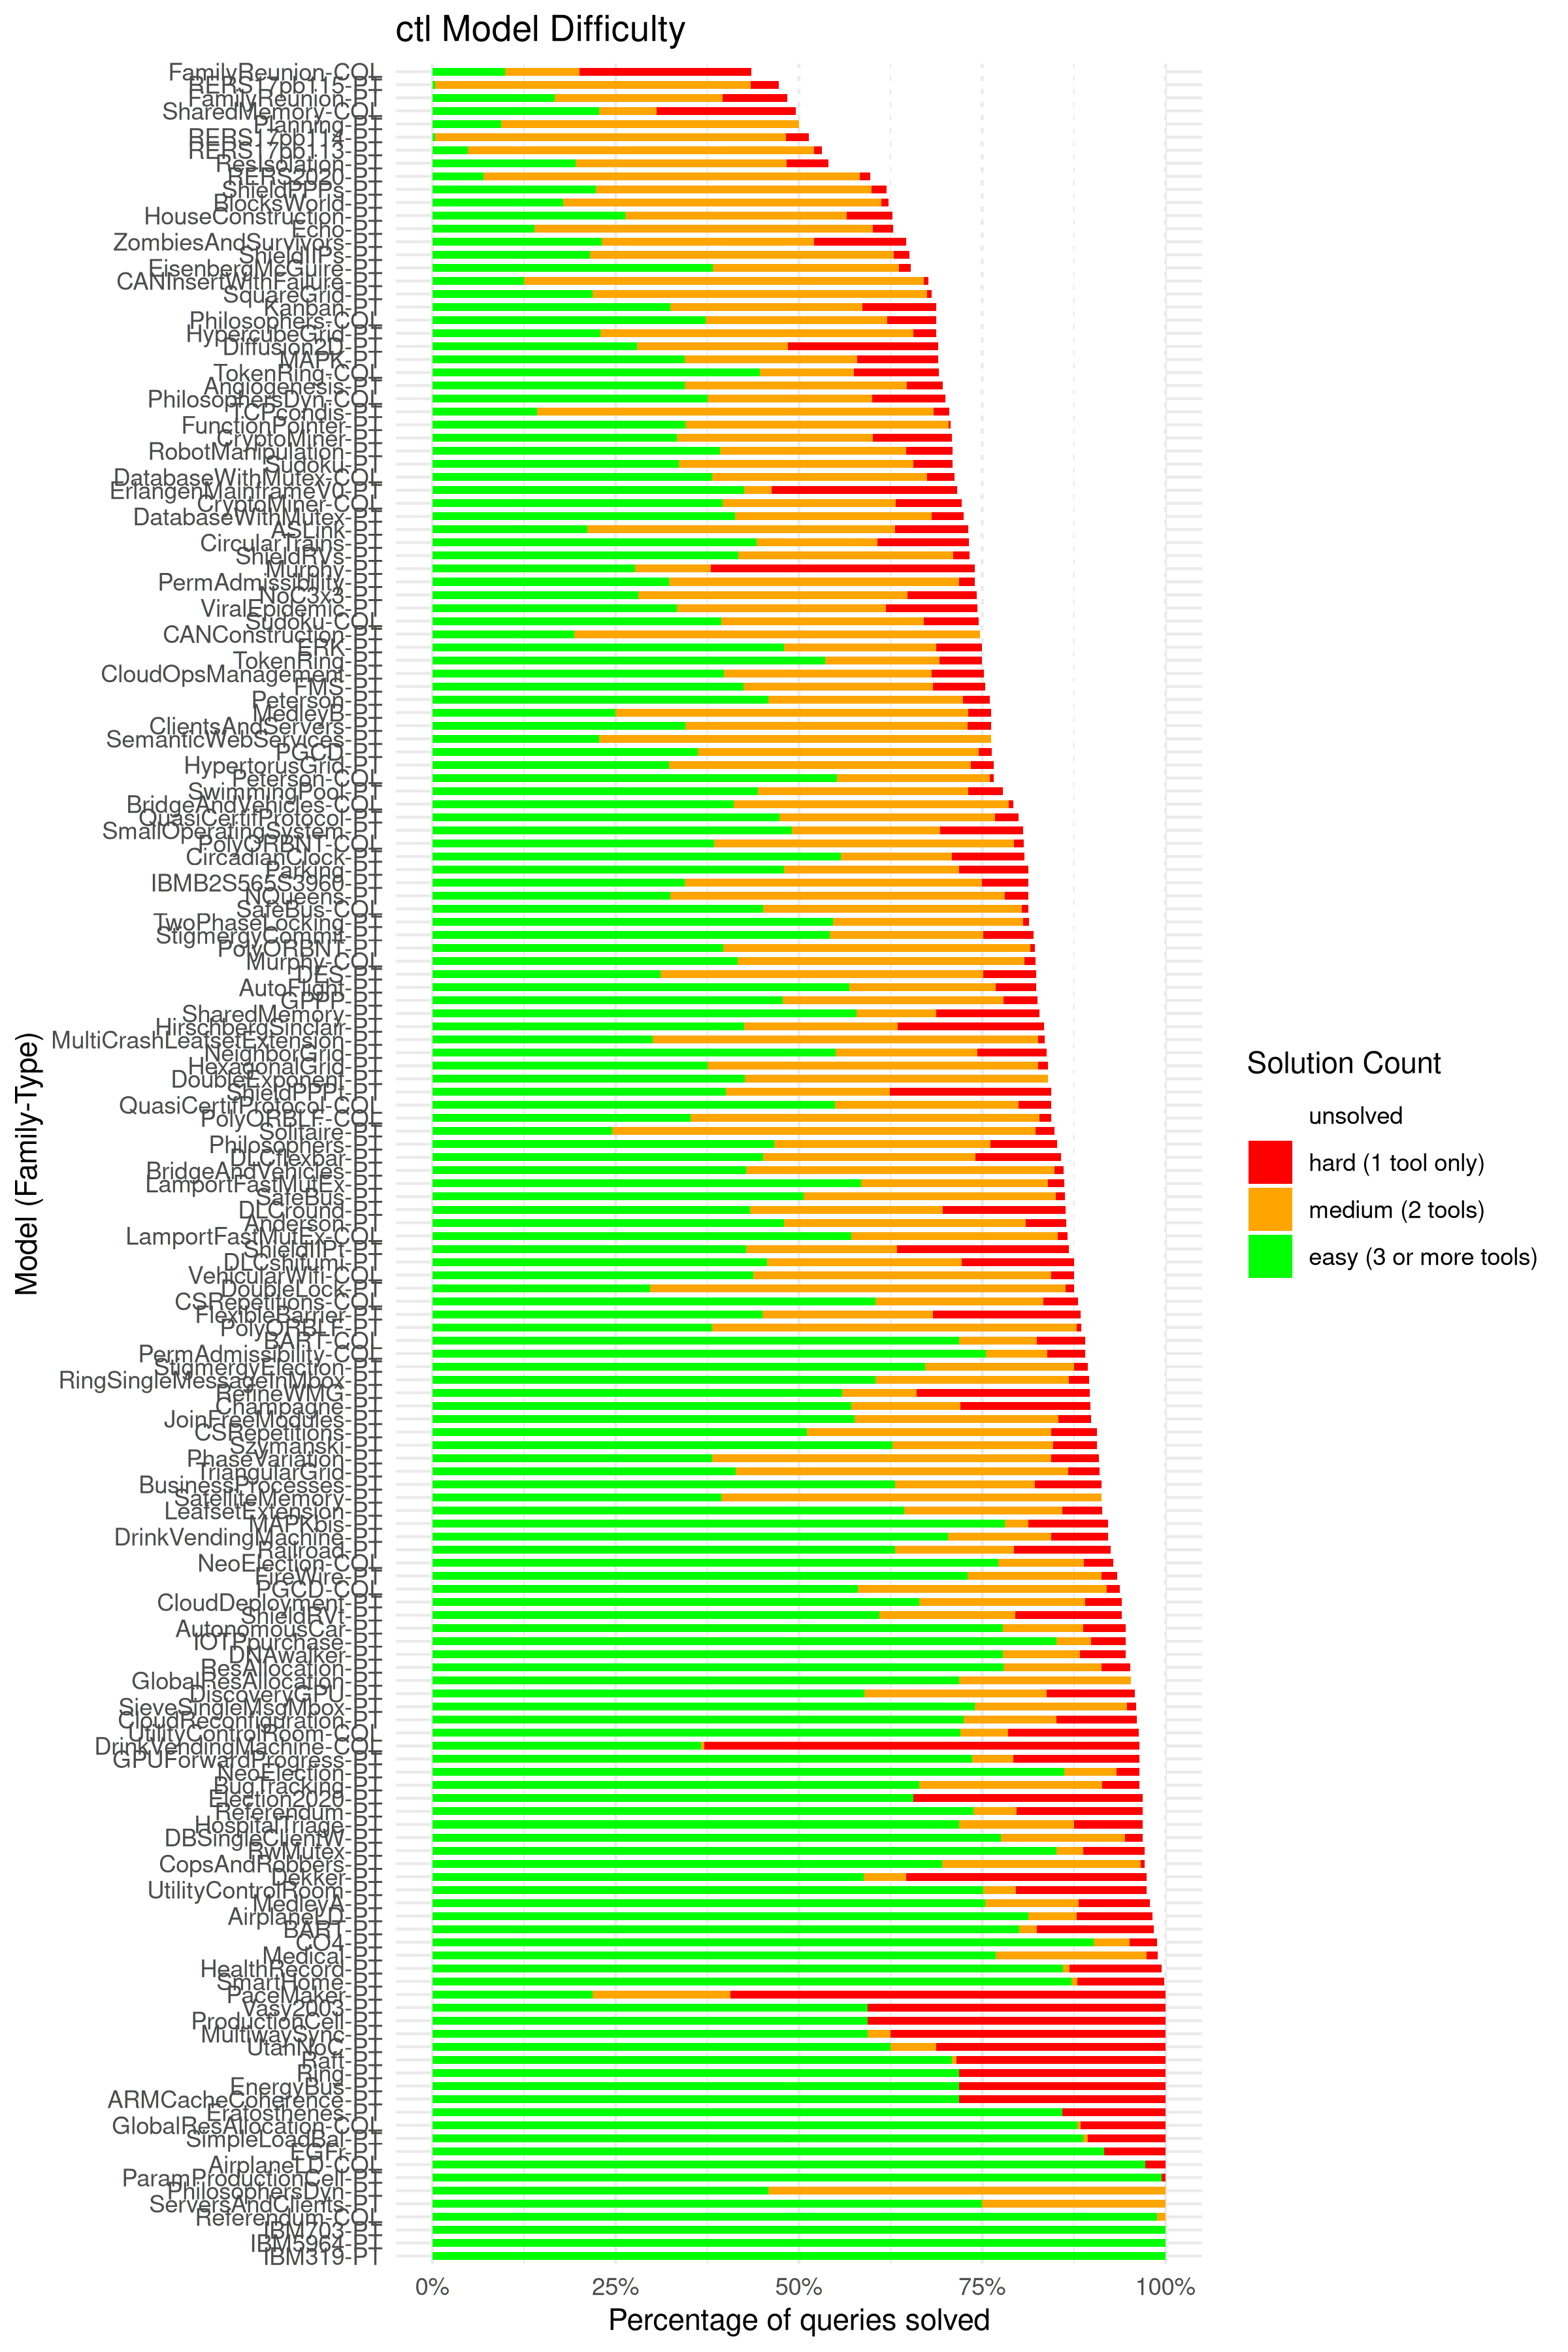 ctl Model Difficulty
FamilyReunion-COL
RERS17pb115-PT
FamilyReunion-PT
SharedMemory-COL
Planning-PT
RERS17pb114-PT
RERS17pb113-PT
ResIsolation-PT
RERS2020-PT
ShieldPPPs-PT
BlocksWorld-PT
HouseConstruction-PT
Echo-PT
ZombiesAndSurvivors-PT
ShieldIIPs-PT
EisenbergMcGuire-PT
CANInsertWithFailure-PT
SquareGrid-PT
Kanban-PT
Philosophers-COL
HypercubeGrid-PT
Diffusion2D-PT
MAPK-PT
TokenRing-COL
Angiogenesis-PT
PhilosophersDyn-COL
TCPcondis-PT
FunctionPointer-PT
CryptoMiner-PT
RobotManipulation-PT
Sudoku-PT
DatabaseWithMutex-COL
ErlangenMainframeV0-PT
CryptoMiner-COL
DatabaseWithMutex-PT
ASLink-PT
CircularTrains-PT
ShieldRVs-PT
Murphy-PT
PermAdmissibility-PT
NoC3x3-PT
ViralEpidemic-PT
Sudoku-COL
CANConstruction-PT
ERK-PT
TokenRing-PT
CloudOpsManagement-PT
FMS-PT
Peterson-PT
MedleyB-PT
ClientsAndServers-PT
SemanticWebServices-PT
PGCD-PT
HypertorusGrid-PT
Peterson-COL
SwimmingPool-PT
BridgeAndVehicles-COL
QuasiCertifProtocol-PT
SmallOperatingSystem-PT
PolyORBNT-COL
CircadianClock-PT
Parking-PT
IBMB2S565S3960-PT
NQueens-PT
SafeBus-COL
TwoPhaseLocking-PT
StigmergyCommit-PT
PolyORBNT-PT
Murphy-COL
DES-PT
AutoFlight-PT
GPPP-PT
SharedMemory-PT
HirschbergSinclair-PT
MultiCrashLeafsetExtension-PT
NeighborGrid-PT
HexagonalGrid-PT
DoubleExponent-PT
ShieldPPPt-PT
QuasiCertifProtocol-COL
PolyORBLF-COL
Solitaire-PT
Philosophers-PT
DLCflexbar-PT
BridgeAndVehicles-PT
LamportFastMutEx-PT
SafeBus-PT
DLCround-PT
Anderson-PT
LamportFastMutEx-COL
ShieldIIPt-PT
DLCshifumi-PT
VehicularWifi-COL
DoubleLock-PT
CSRepetitions-COL
FlexibleBarrier-PT
PolyORBLF-PT
BART-COL
PermAdmissibility-COL
StigmergyElection-PT
RingSingleMessageInMbox-PT
RefineWMG-PT
Champagne-PT
JoinFreeModules-PT
CSRepetitions-PT
Szymanski-PT
PhaseVariation-PT
TriangularGrid-PT
BusinessProcesses-PT
SatelliteMemory-PT
LeafsetExtension-PT
MAPKbis-PT
DrinkVendingMachine-PT
Railroad-PT
NeoElection-COL
FireWire-PT
PGCD-COL
CloudDeployment-PT
ShieldRVt-PT
AutonomousCar-PT
IOTPpurchase-PT
DNAwalker-PT
ResAllocation-PT
GlobalResAllocation-PT
DiscoveryGPU-PT
SieveSingleMsgMbox-PT
CloudReconfiguration-PT
UtilityControlRoom-COL
DrinkVendingMachine-COL
GPUForwardProgress-PT
NeoElection-PT
BugTracking-PT
Election2020-PT
Referendum-PT
HospitalTriage-PT
DBSingleClientW-PT
RwMutex-PT
CopsAndRobbers-PT
Dekker-PT
UtilityControlRoom-PT
MedleyA-PT
AirplaneLD-PT
BART-PT
CO4-PT
Medical-PT
HealthRecord-PT
SmartHome-PT
PaceMaker-PT
Vasy2003-PT
ProductionCell-PT
MultiwaySync-PT
UtahNoC-PT
Raft-PT
Ring-PT
EnergyBus-PT
ARMCacheCoherence-PT
Eratosthenes-PT
GlobalResAllocation-COL
SimpleLoadBal-PT
EGFr-PT
AirplaneLD-COL
ParamProductionCell-PT
PhilosophersDyn-PT
ServersAndClients-PT
Referendum-COL
IBM703-PT
IBM5964-PT
IBM319-PT
Model (Family-Type)
0% 25% 50% 75% 100%
Percentage of queries solved
Solution Count
unsolved
hard (1 tool only)
medium (2 tools)
easy (3 or more tools)